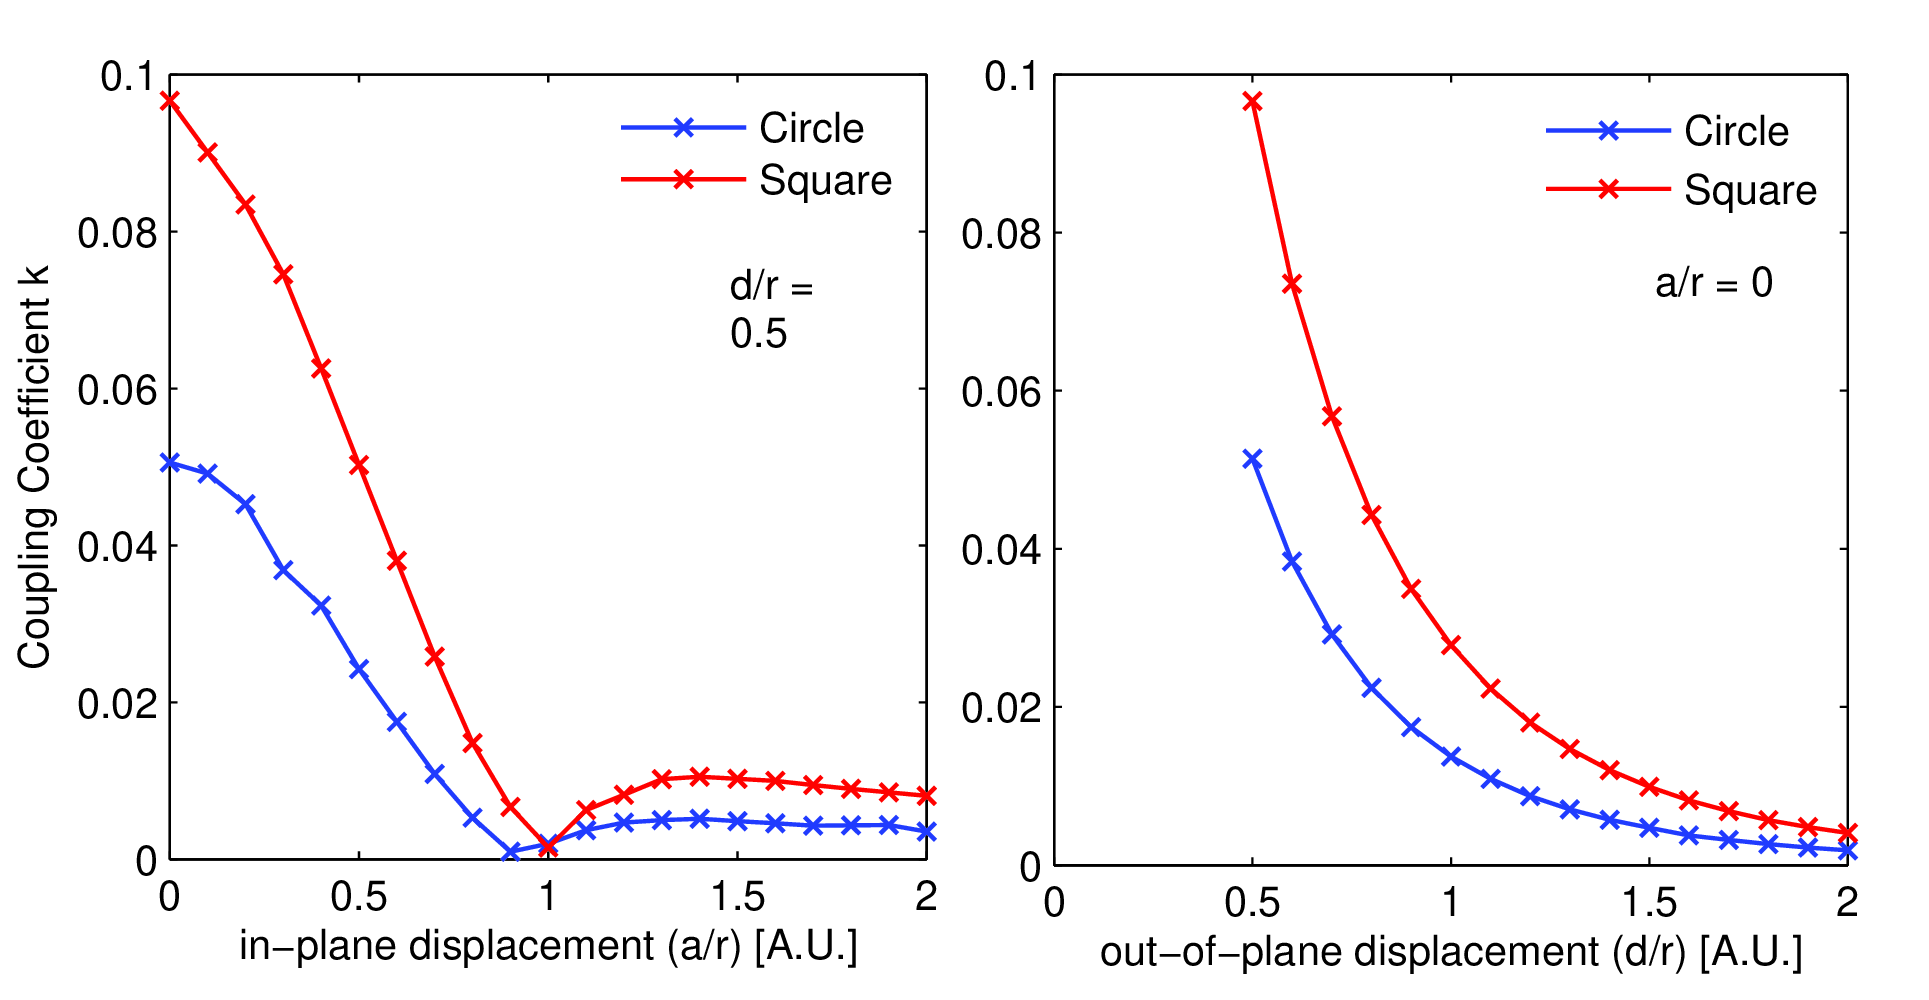 Coupling Coefficient k
0.1
0.08
0.06
0.04
0.02
0
0 0.5 1 1.5 2
in−plane displacement (a/r) [A.U.]
Circle
Square
d/r =
0.5
0.1
0.08
0.06
0.04
0.02
0
0 0.5 1 1.5 2
out−of−plane displacement (d/r) [A.U.]
Circle
Square
a/r = 0